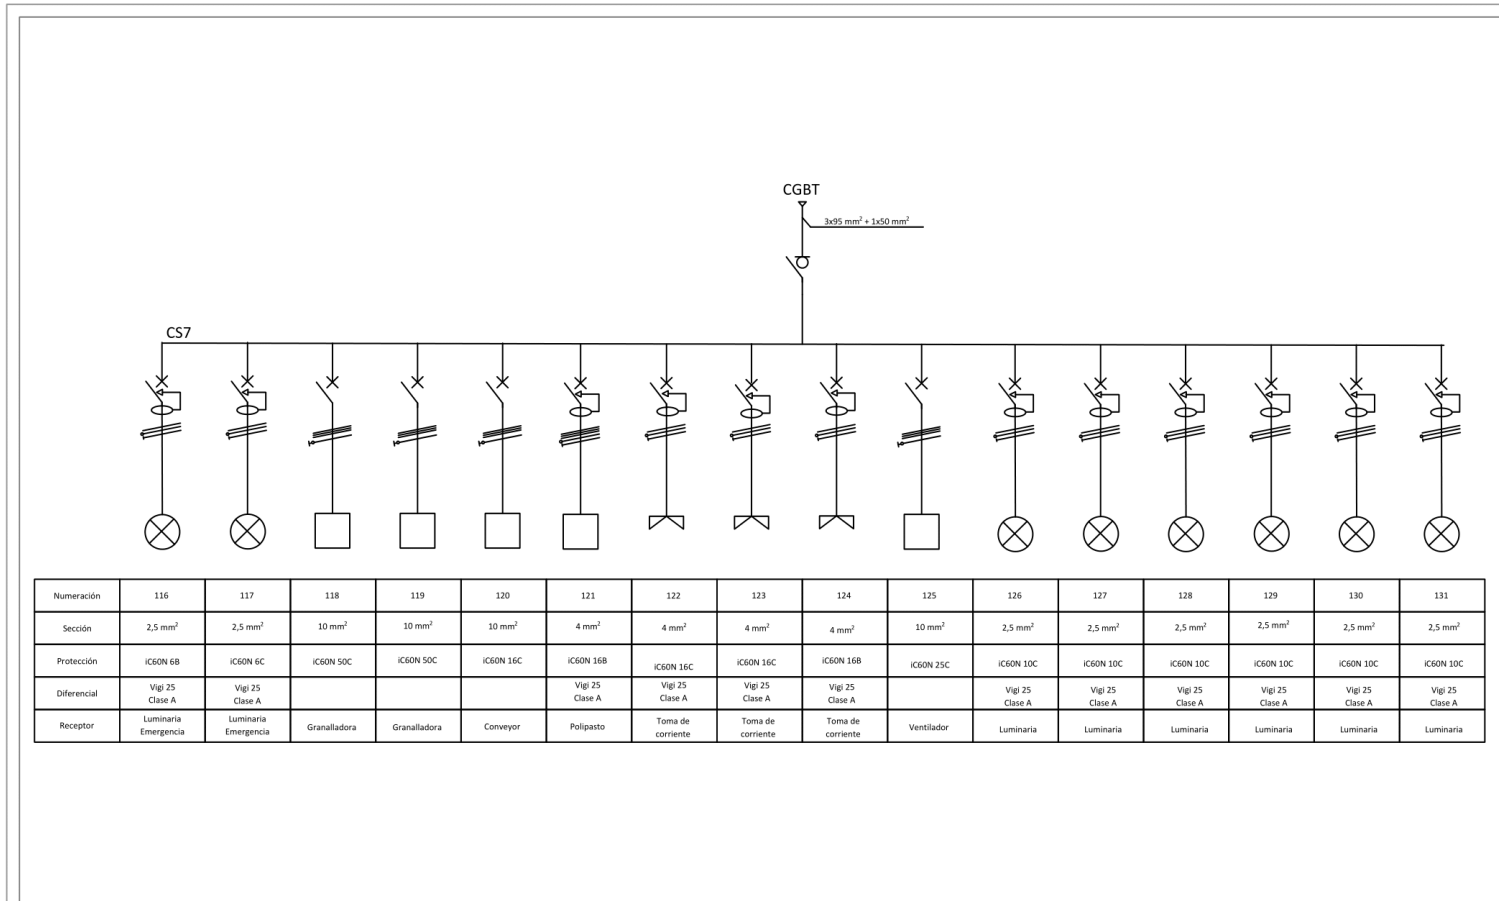 CGBT
3x95 mm² + 1x50 mm²
CS7
Numeración 116 117 118 119 120 121 122 123 124 125 126 127 128 129 130 131
Sección 2,5 mm² 2,5 mm² 10 mm² 10 mm² 10 mm² 4 mm² 4 mm² 4 mm² 4 mm² 10 mm² 2,5 mm² 2,5 mm² 2,5 mm² 2,5 mm² 2,5 mm² 2,5 mm²
Protección iC60N 6B iC60N 6C iC60N 50C iC60N 50C iC60N 16C iC60N 16B iC60N 16C iC60N 16C iC60N 16B iC60N 25C iC60N 10C iC60N 10C iC60N 10C iC60N 10C iC60N 10C iC60N 10C
Diferencial Vigi 25 Vigi 25 Vigi 25 Vigi 25 Vigi 25 Vigi 25 Vigi 25 Vigi 25 Vigi 25 Vigi 25 Vigi 25 Vigi 25
Clase A Clase A Clase A Clase A Clase A Clase A Clase A Clase A Clase A Clase A Clase A Clase A
Receptor Luminaria Luminaria Granalladora Granalladora Conveyor Polipasto Toma de Toma de Toma de Ventilador Luminaria Luminaria Luminaria Luminaria Luminaria Luminaria
Emergencia Emergencia corriente corriente corriente